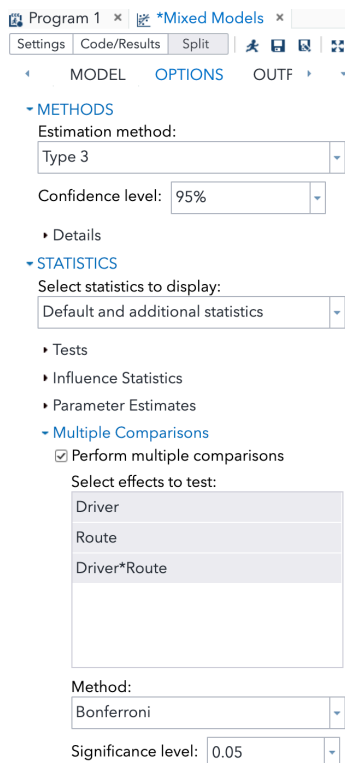 Program 1 × *Mixed Models ×
Settings Code/Results Split
MODEL OPTIONS OUTF
METHODS
Estimation method:
Type 3
Confidence level: 95%
Details
STATISTICS
Select statistics to display:
Default and additional statistics
Tests
Influence Statistics
Parameter Estimates
Multiple Comparisons
Perform multiple comparisons
Select effects to test:
Driver
Route
Driver*Route
Method:
Bonferroni
Significance level: 0.05